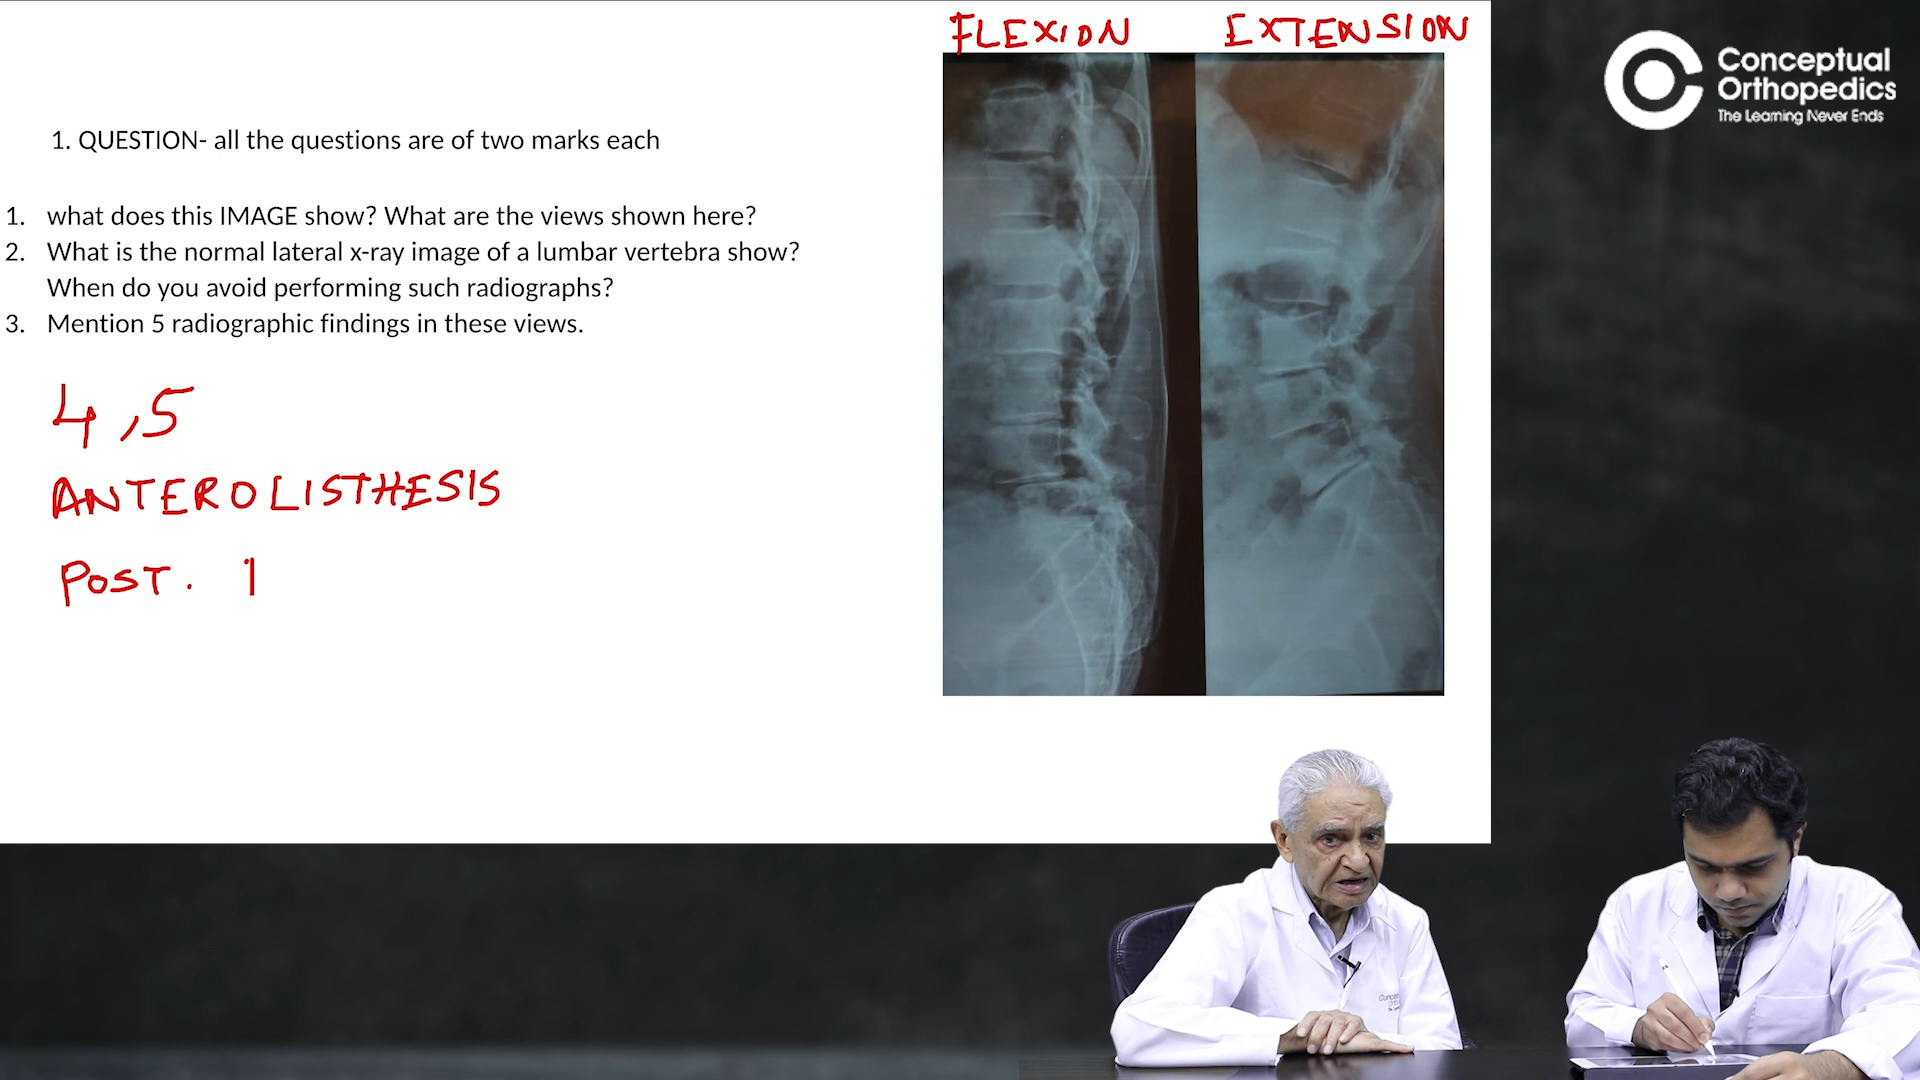 FLEXION EXTENSION
Conceptual
Orthopedics
The Learning Never Ends
1. QUESTION- all the questions are of two marks each
1. what does this IMAGE show? What are the views shown here?
2. What is the normal lateral x-ray image of a lumbar vertebra show?
When do you avoid performing such radiographs?
3. Mention 5 radiographic findings in these views.
4,5
ANTEROLISTHESIS
POST. 1